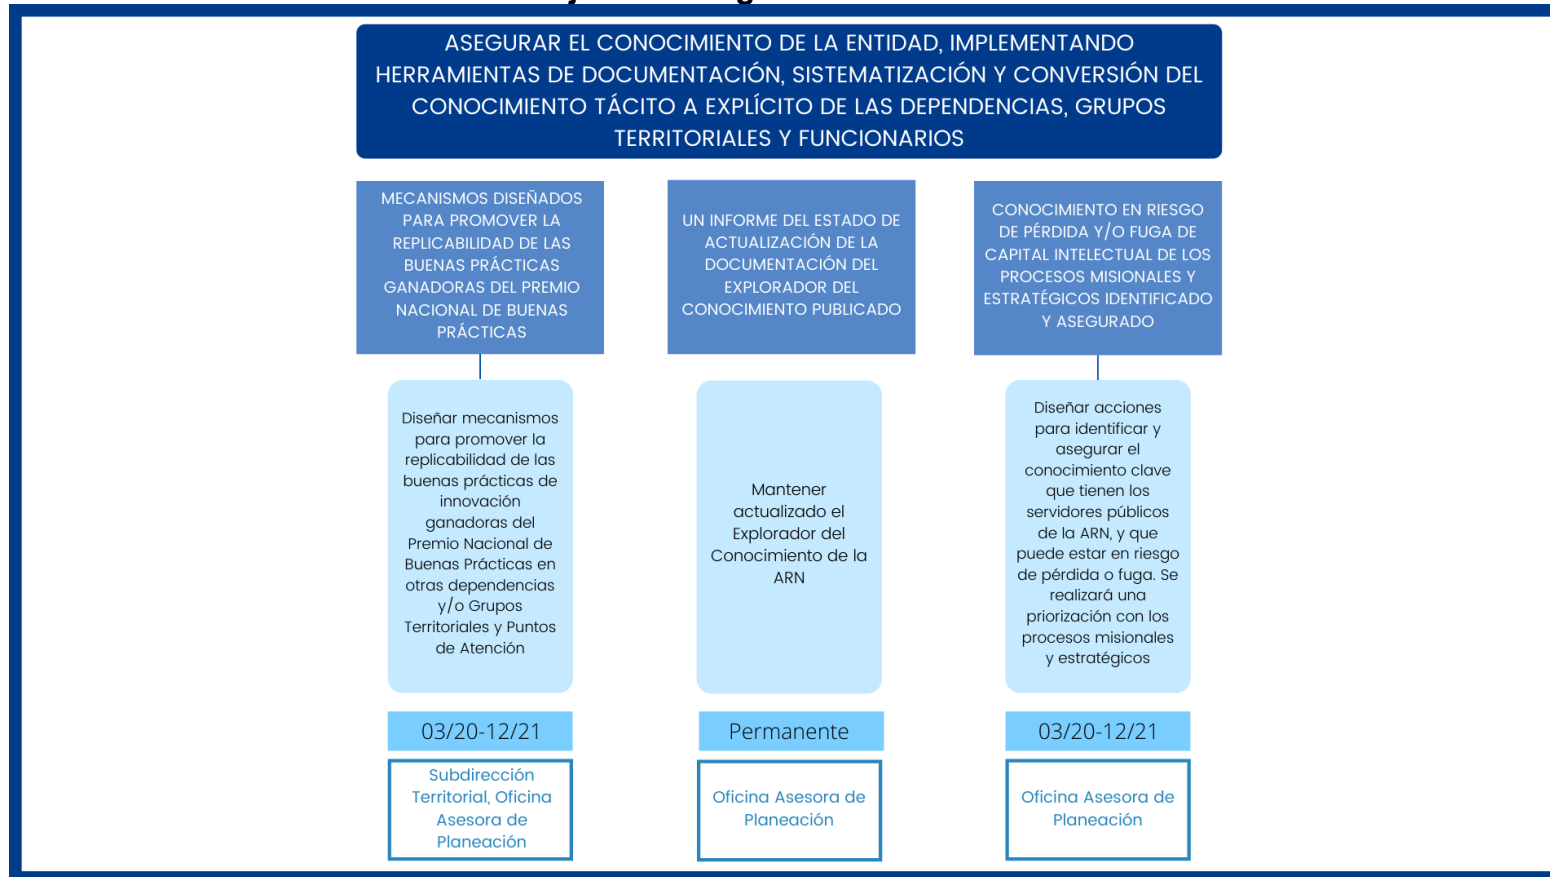 ASEGURAR EL CONOCIMIENTO DE LA ENTIDAD, IMPLEMENTANDO
HERRAMIENTAS DE DOCUMENTACIÓN, SISTEMATIZACIÓN Y CONVERSIÓN DEL
CONOCIMIENTO TÁCITO A EXPLÍCITO DE LAS DEPENDENCIAS, GRUPOS
TERRITORIALES Y FUNCIONARIOS
MECANISMOS DISEÑADOS
PARA PROMOVER LA
REPLICABILIDAD DE LAS
BUENAS PRÁCTICAS
GANADORAS DEL PREMIO
NACIONAL DE BUENAS
PRÁCTICAS
UN INFORME DEL ESTADO DE
ACTUALIZACIÓN DE LA
DOCUMENTACIÓN DEL
EXPLORADOR DEL
CONOCIMIENTO PUBLICADO
CONOCIMIENTO EN RIESGO
DE PÉRDIDA Y/O FUGA DE
CAPITAL INTELECTUAL DE LOS
PROCESOS MISIONALES Y
ESTRATÉGICOS IDENTIFICADO
Y ASEGURADO
Diseñar mecanismos
para promover la
replicabilidad de las
buenas prácticas de
innovación
ganadoras del
Premio Nacional de
Buenas Prácticas en
otras dependencias
y/o Grupos
Territoriales y Puntos
de Atención
Mantener
actualizado el
Explorador del
Conocimiento de la
ARN
Diseñar acciones
para identificar y
asegurar el
conocimiento clave
que tienen los
servidores públicos
de la ARN, y que
puede estar en riesgo
de pérdida o fuga. Se
realizará una
priorización con los
procesos misionales
y estratégicos
03/20-12/21
Permanente
03/20-12/21
Subdirección
Territorial, Oficina
Asesora de
Planeación
Oficina Asesora de
Planeación
Oficina Asesora de
Planeación